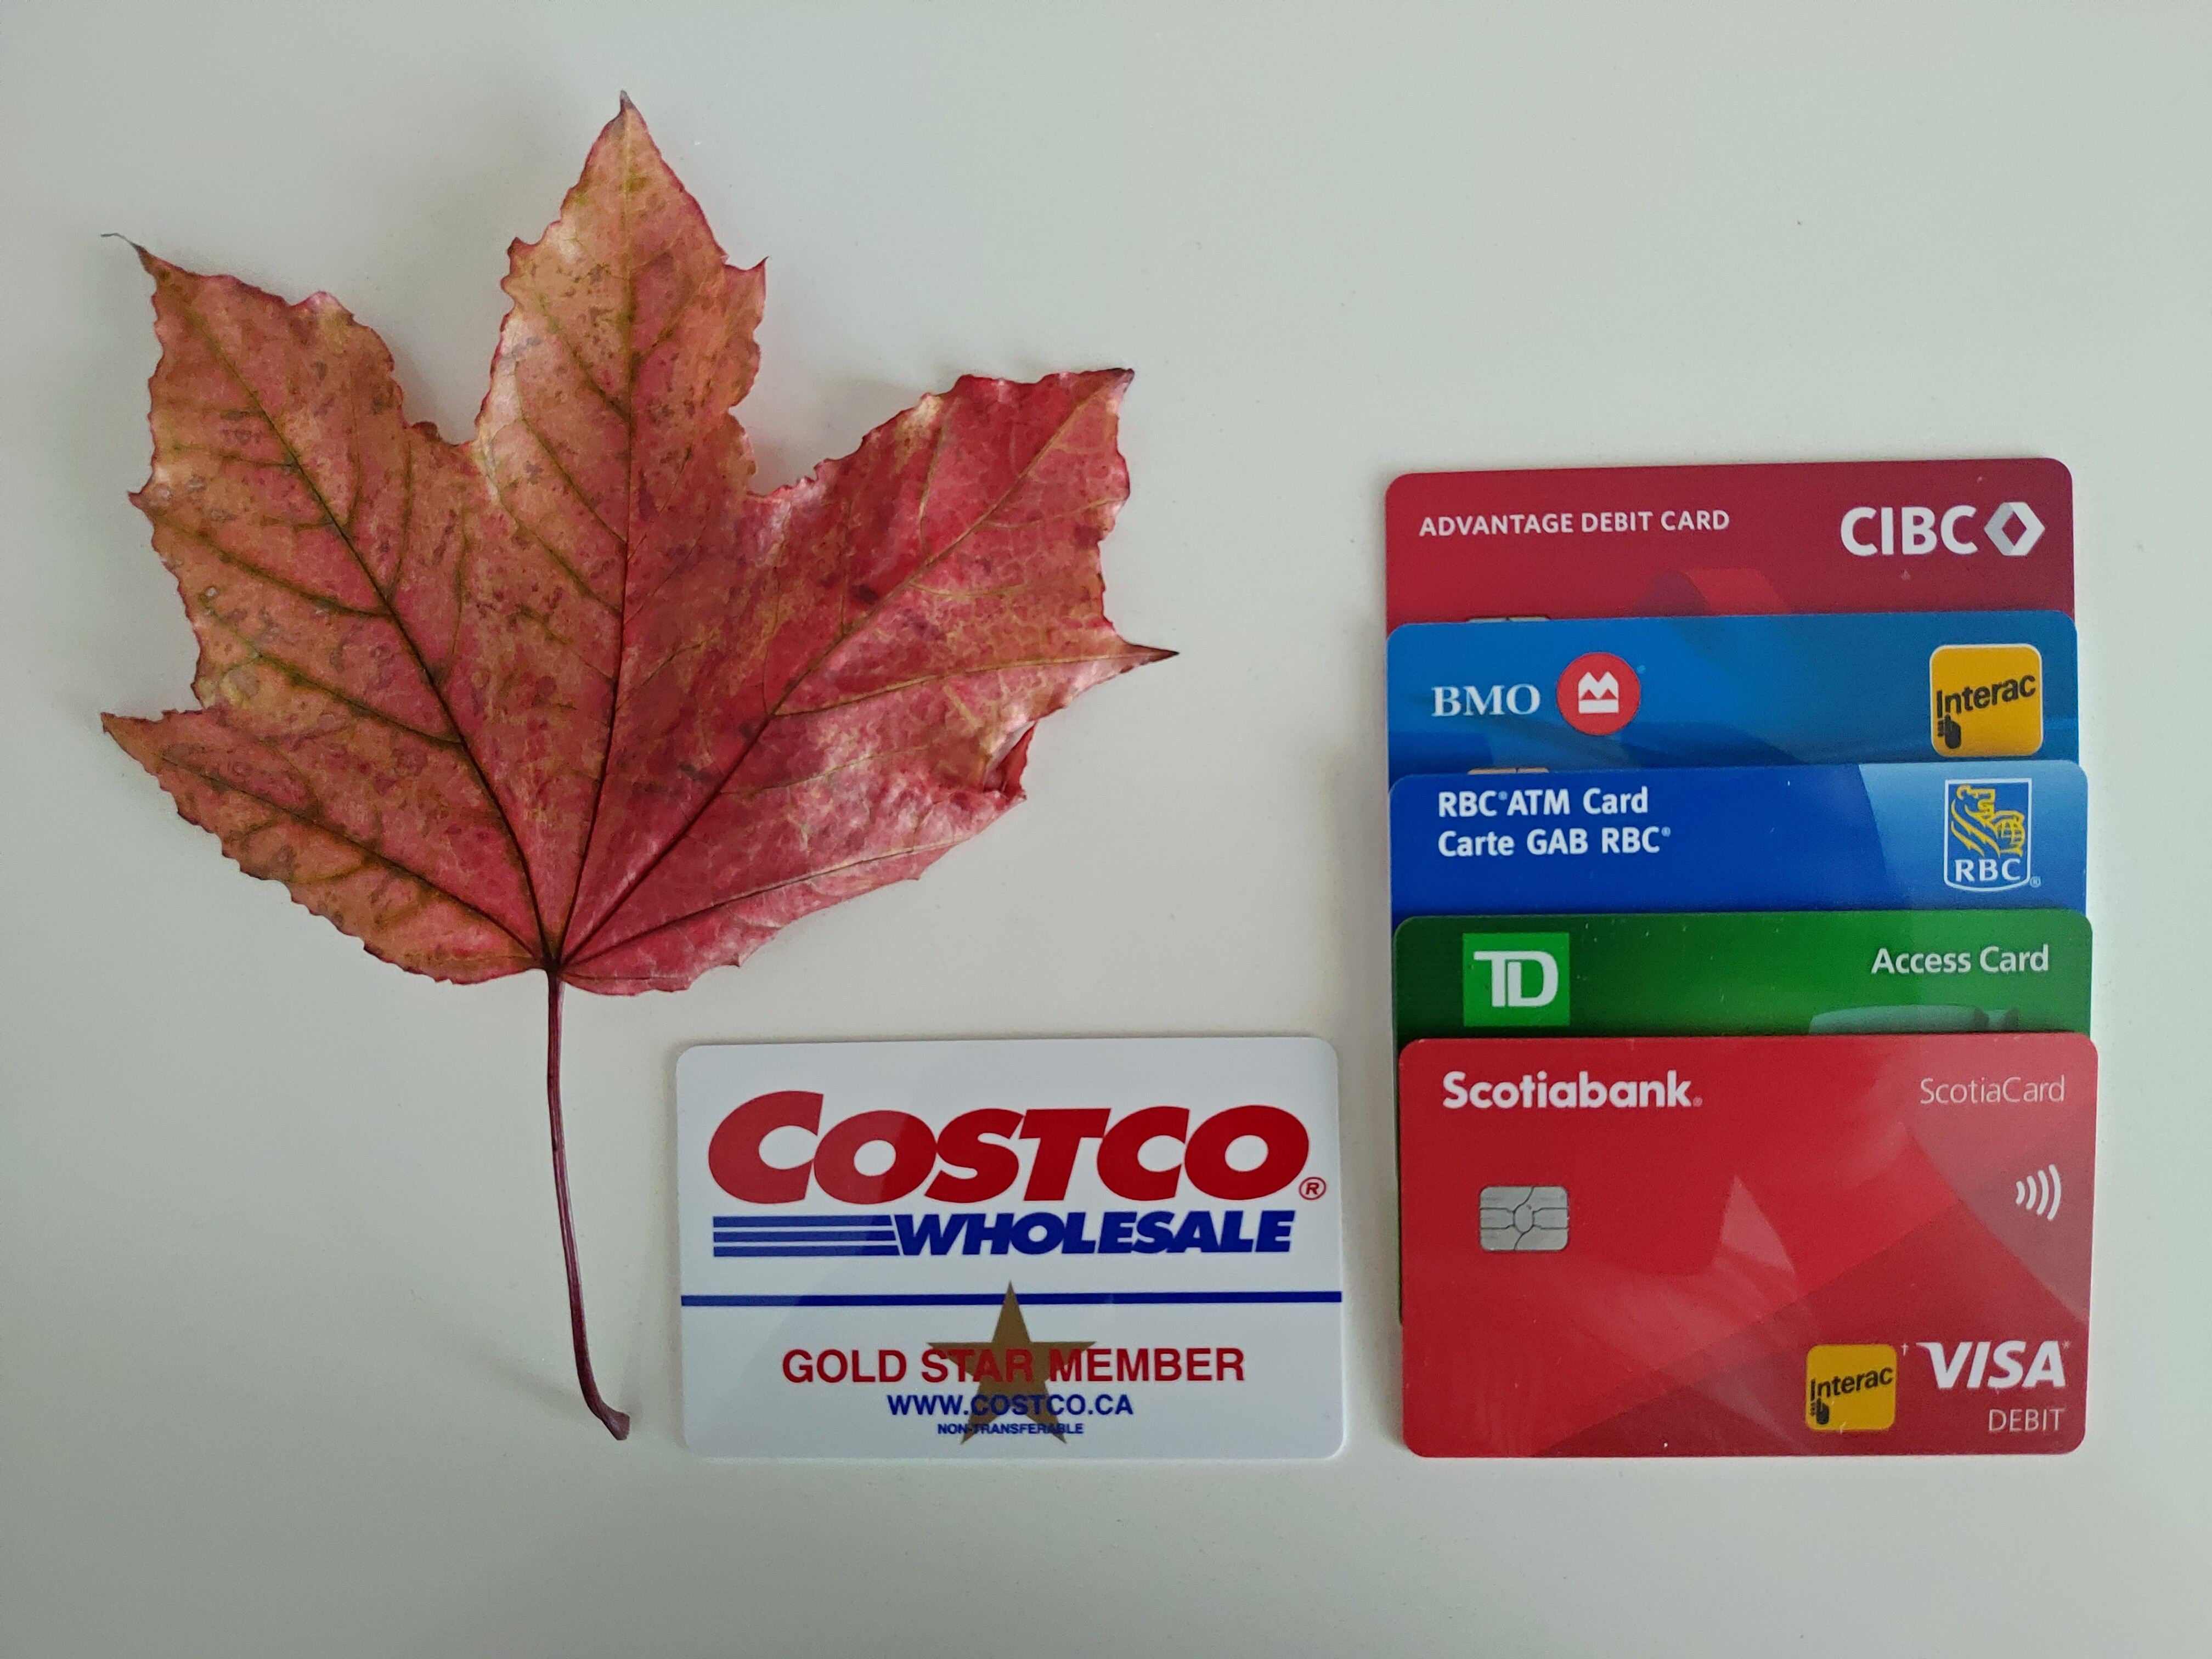 ADVANTAGE DEBIT CARD
CIBC
BMO
Interac
RBC® ATM Card
Carte GAB RBC®
RBC®
TD
Access Card
COSTCO®
WHOLESALE
GOLD STAR MEMBER
WWW.COSTCO.CA
NON-TRANSFERABLE
Scotiabank®
ScotiaCard
Interac†
VISA*
DEBIT